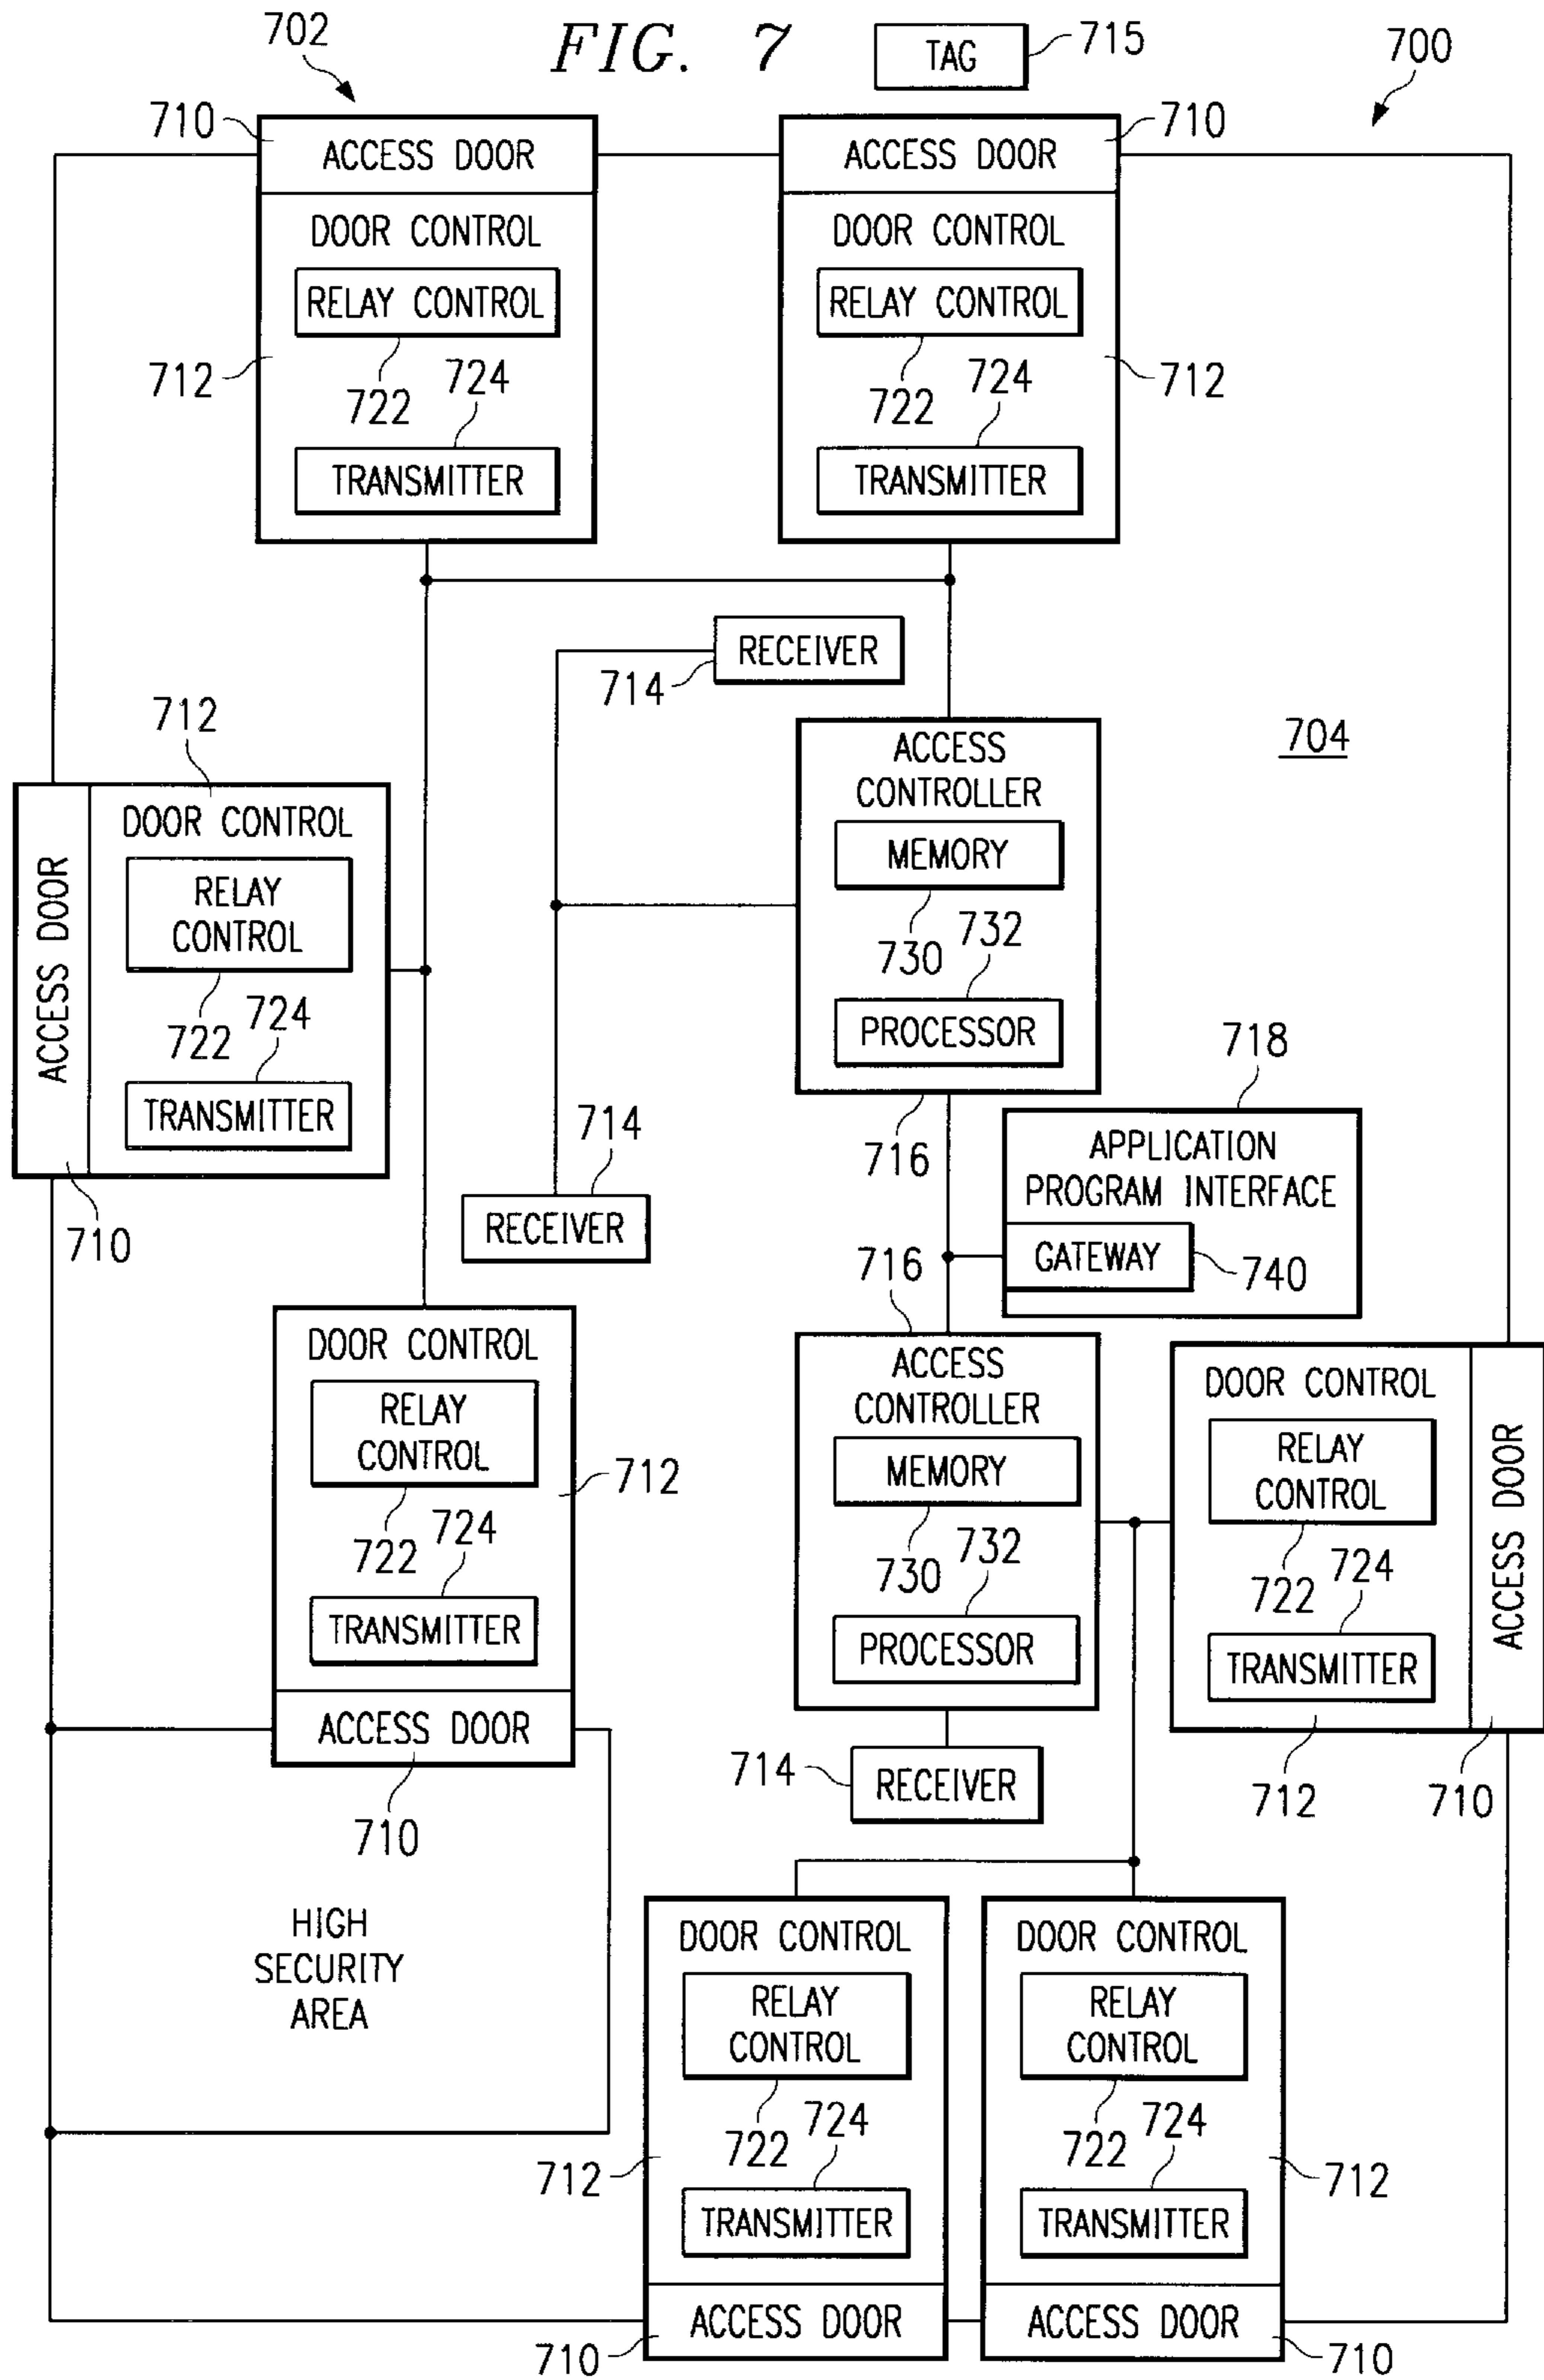 FIG. 7
702
TAG
715
700
710
ACCESS DOOR
ACCESS DOOR
710
DOOR CONTROL
DOOR CONTROL
RELAY CONTROL
RELAY CONTROL
712
722
724
722
724
712
TRANSMITTER
TRANSMITTER
RECEIVER
714
712
704
ACCESS
CONTROLLER
MEMORY
730
732
PROCESSOR
716
ACCESS DOOR
DOOR CONTROL
RELAY
CONTROL
722
724
TRANSMITTER
710
714
RECEIVER
718
APPLICATION
PROGRAM INTERFACE
GATEWAY
740
716
ACCESS
CONTROLLER
MEMORY
730
732
PROCESSOR
714
RECEIVER
DOOR CONTROL
RELAY
CONTROL
712
722
724
TRANSMITTER
ACCESS DOOR
710
DOOR CONTROL
RELAY
CONTROL
722
724
TRANSMITTER
ACCESS DOOR
712
710
HIGH
SECURITY
AREA
DOOR CONTROL
RELAY
CONTROL
722
724
712
TRANSMITTER
ACCESS DOOR
710
DOOR CONTROL
RELAY
CONTROL
722
724
712
TRANSMITTER
ACCESS DOOR
710